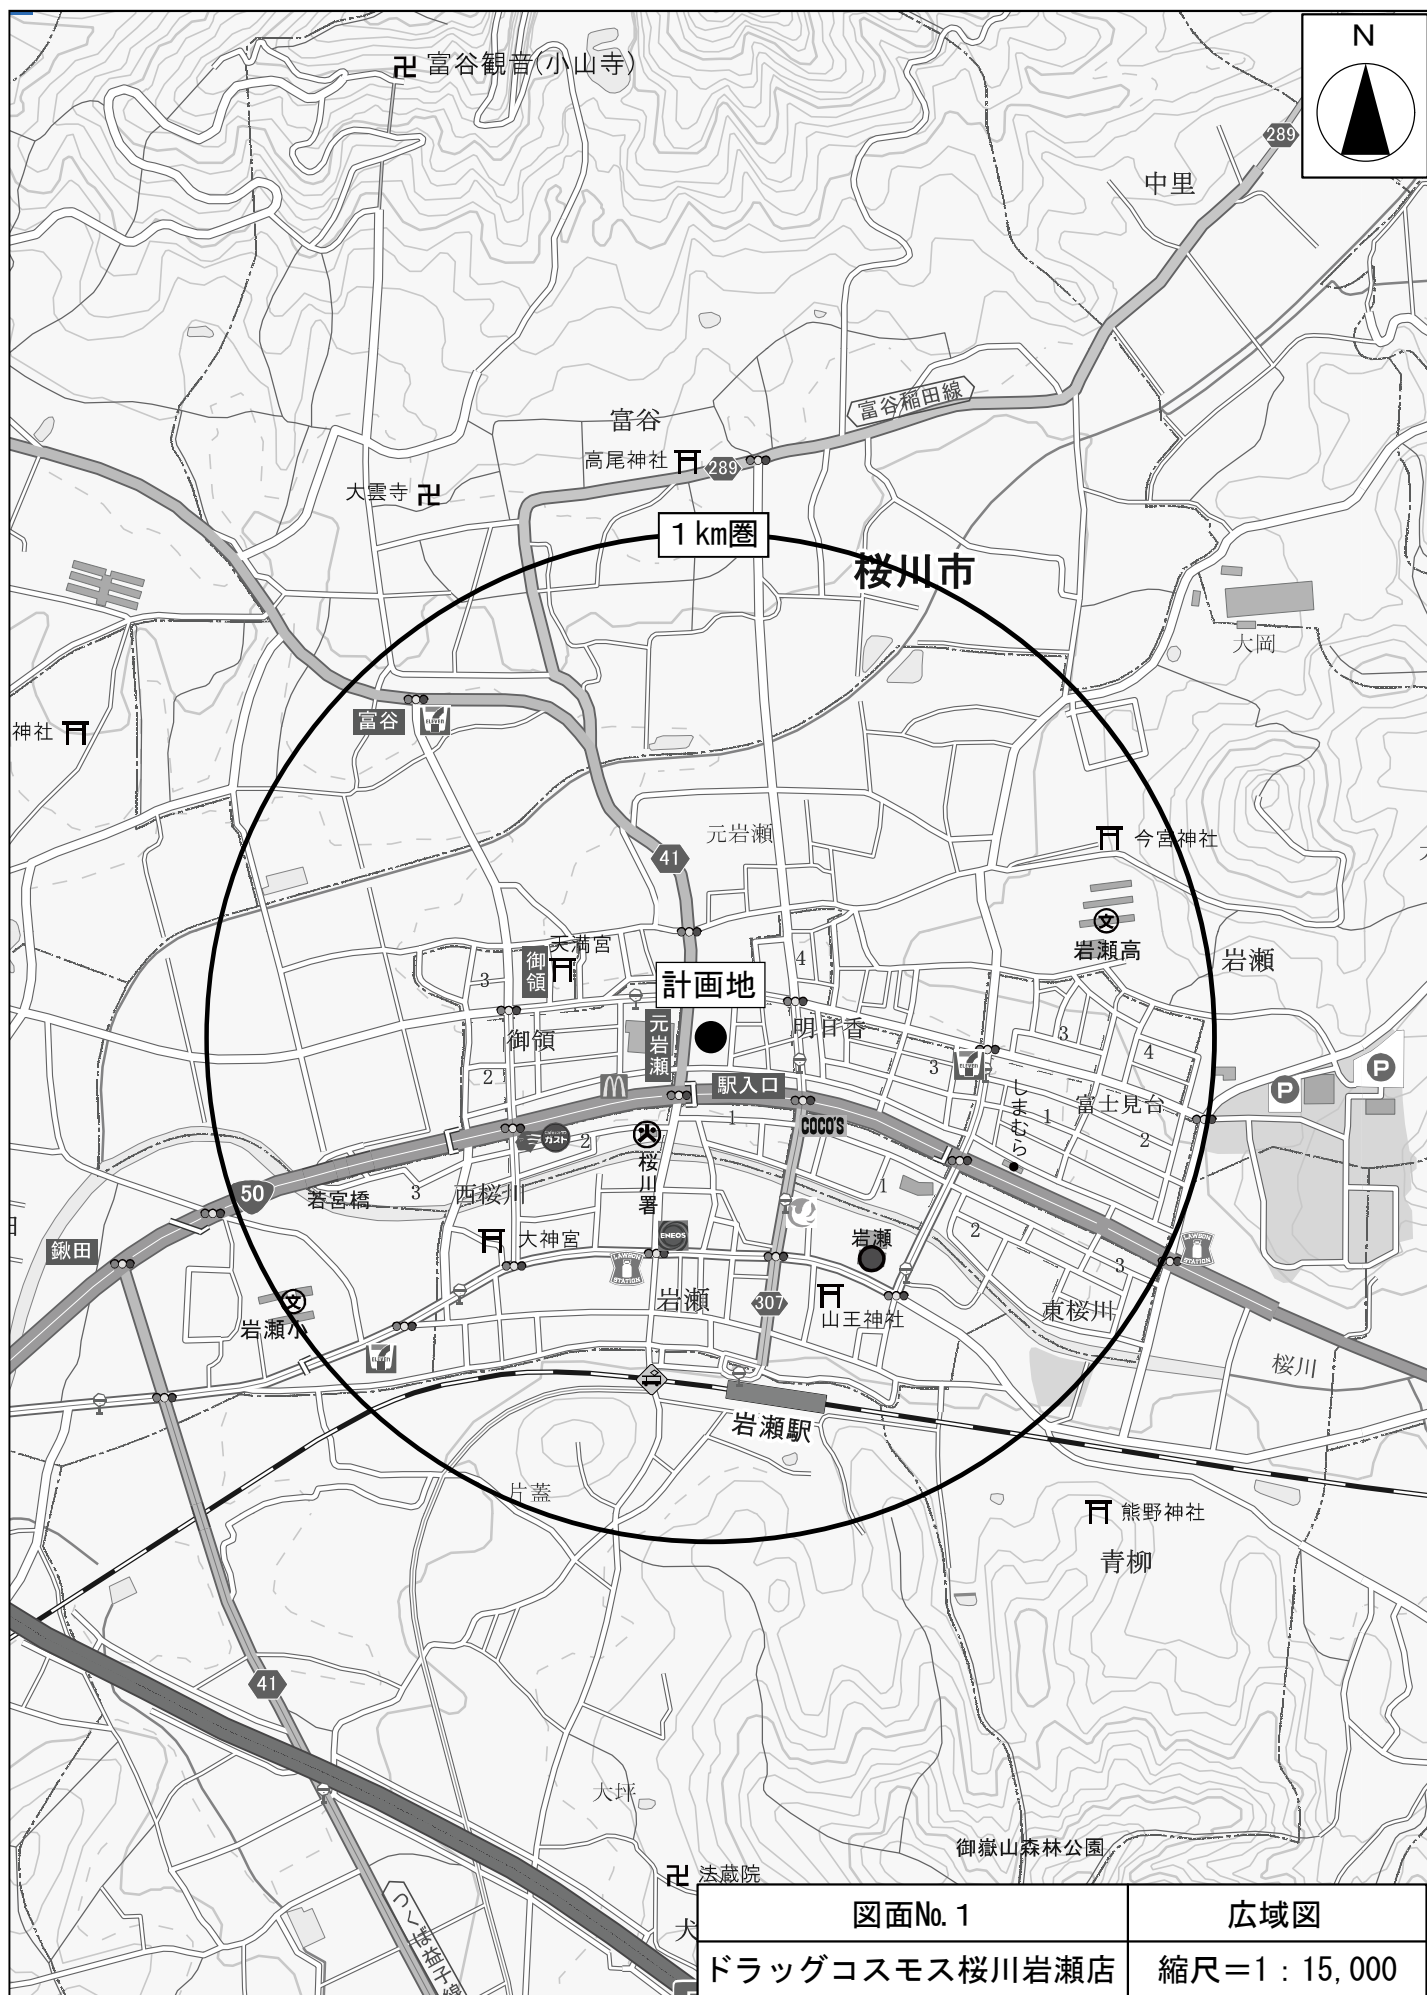 N
卍 富谷観音(小山寺)
289
中里
富谷稲田線
富谷
高尾神社
289
大雲寺 卍
1km圏
桜川市
大岡
富谷
神社
元岩瀬
41
今宮神社
文
岩瀬高
岩瀬
天満宮
御領
3
4
計画地
元岩瀬
明日香
御領
2
3
3
4
P
P
駅入口
1
COCO'S
しまむら
1
富士見台
2
ガスト
2
火
桜川署
50
若宮橋
3
西桜川
1
2
鍬田
大神宮
ENEOS
LAWSON
STATION
岩瀬
LAWSON
STATION
3
岩瀬
307
山王神社
東桜川
文
岩瀬小
桜川
岩瀬駅
片蓋
熊野神社
青柳
41
大坪
御嶽山森林公園
卍 法蔵院
つくば益子線
図面№.1
広域図
ドラッグコスモス桜川岩瀬店
縮尺=1:15,000